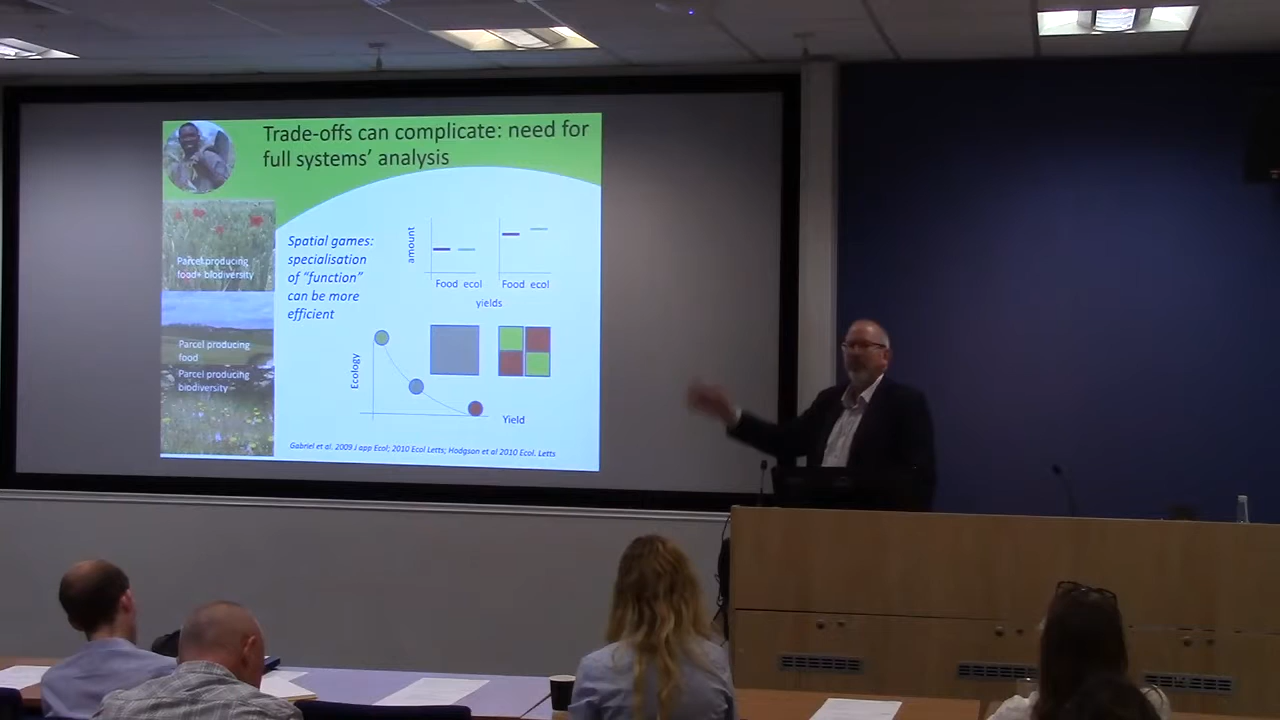 Trade-offs can complicate: need for
full systems' analysis
Parcel producing
food+ biodiversity
Parcel producing
food
Parcel producing
biodiversity
Spatial games:
specialisation
of "function"
can be more
efficient
amount
Food ecol
Food ecol
yields
Ecology
Yield
Gabriel et al. 2009 J app Ecol; 2010 Ecol Letts; Hodgson et al 2010 Ecol. Letts